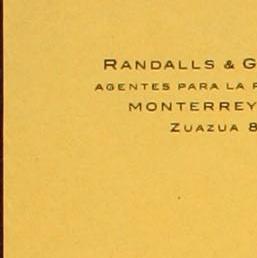 RANDALLS & G
AGENTES PARA LA
MONTERREY
ZUAZUA 8